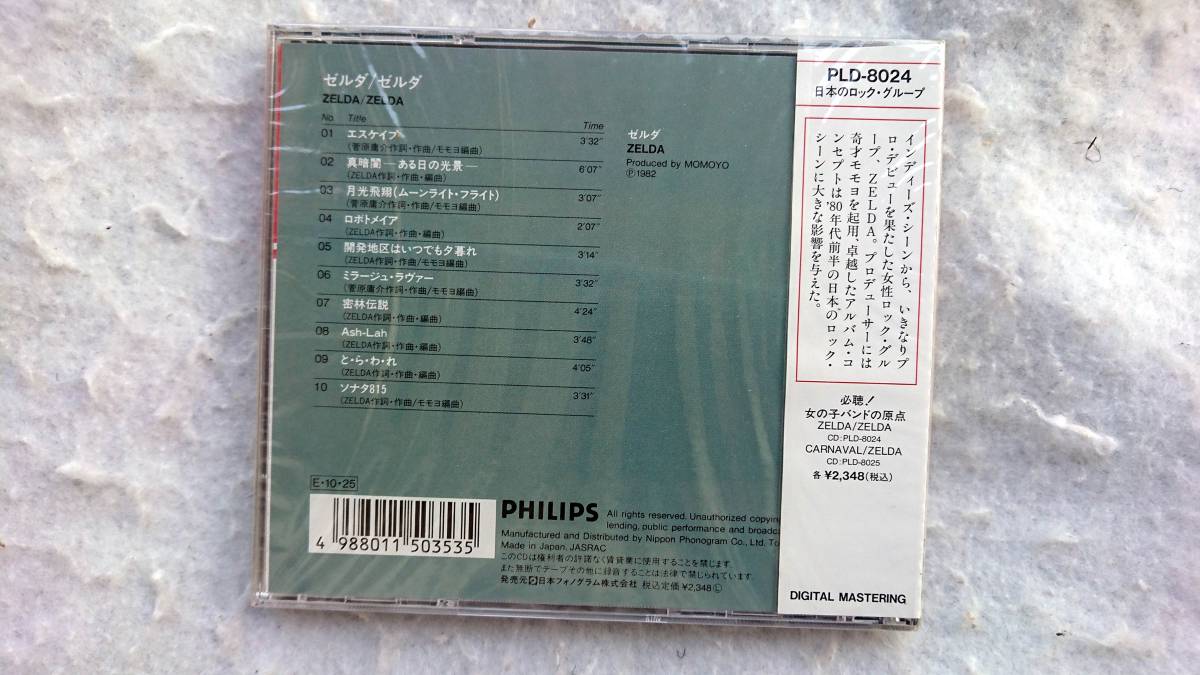 ゼルダ/ゼルダ
ZELDA/ZELDA
No. Title Time
01 エスケイプ 3'32"
(菅原庸介作詞・作曲/モモヨ編曲)
02 真暗闇—ある日の光景— 6'07"
(ZELDA作詞・作曲・編曲)
03 月光飛翔(ムーンライト・フライト) 3'07"
(菅原庸介作詞・作曲/モモヨ編曲)
04 ロボトメイア 2'07"
(ZELDA作詞・作曲・編曲)
05 開発地区はいつでも夕暮れ 3'14"
(ZELDA作詞・作曲/モモヨ編曲)
06 ミラージュ・ラヴァー 3'32"
(菅原庸介作詞・作曲/モモヨ編曲)
07 密林伝説 4'24"
(ZELDA作詞・作曲・編曲)
08 Ash-Lah 3'48"
(ZELDA作詞・作曲・編曲)
09 と・ら・わ・れ 4'05"
(ZELDA作詞・作曲・編曲)
10 ソナタ815 3'31"
(ZELDA作詞・作曲/モモヨ編曲)
ゼルダ
ZELDA
Produced by MOMOYO
Ⓟ1982
E・10・25
4 988011 503535
PHILIPS
All rights reserved. Unauthorized copying
lending, public performance and broadca
Manufactured and Distributed by Nippon Phonogram Co., Ltd. To
Made in Japan. JASRAC
このCDは権利者の許諾なく賃貸業に使用することを禁じます。
また無断でテープその他に録音することは法律で禁じられています。
発売元 日本フォノグラム株式会社 税込定価¥2,348Ⓛ
PLD-8024
日本のロック・グループ
インディーズ・シーンから、いきなりプ
ロ・デビューを果たした女性ロック・グル
ープ、ZELDA。プロデューサーには
奇才モモヨを起用、卓越したアルバム・コ
ンセプトは'80年代前半の日本のロック・
シーンに大きな影響を与えた。
必聴!
女の子バンドの原点
ZELDA/ZELDA
CD:PLD-8024
CARNAVAL/ZELDA
CD:PLD-8025
各¥2,348(税込)
DIGITAL MASTERING